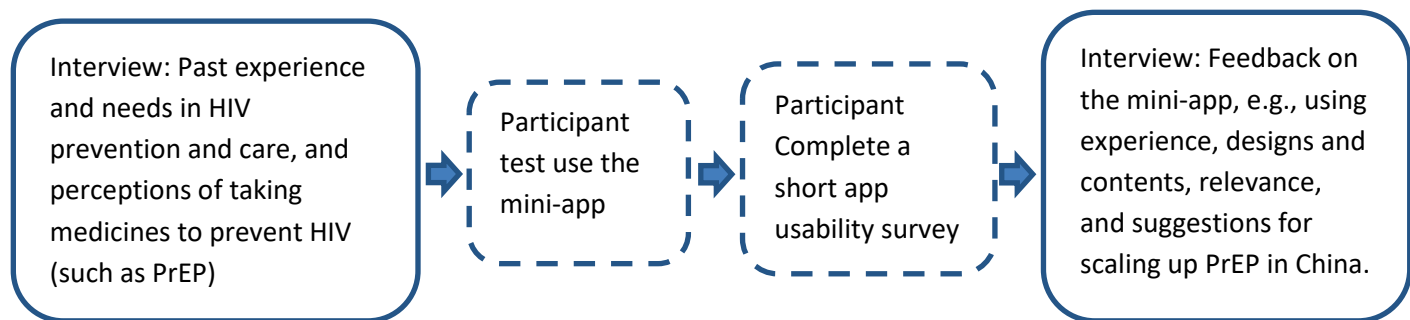 Interview: Past experience
and needs in HIV
prevention and care, and
perceptions of taking
medicines to prevent HIV
(such as PrEP)
Participant
test use the
mini-app
Participant
Complete a
short app
usability survey
Interview: Feedback on
the mini-app, e.g., using
experience, designs and
contents, relevance,
and suggestions for
scaling up PrEP in China.